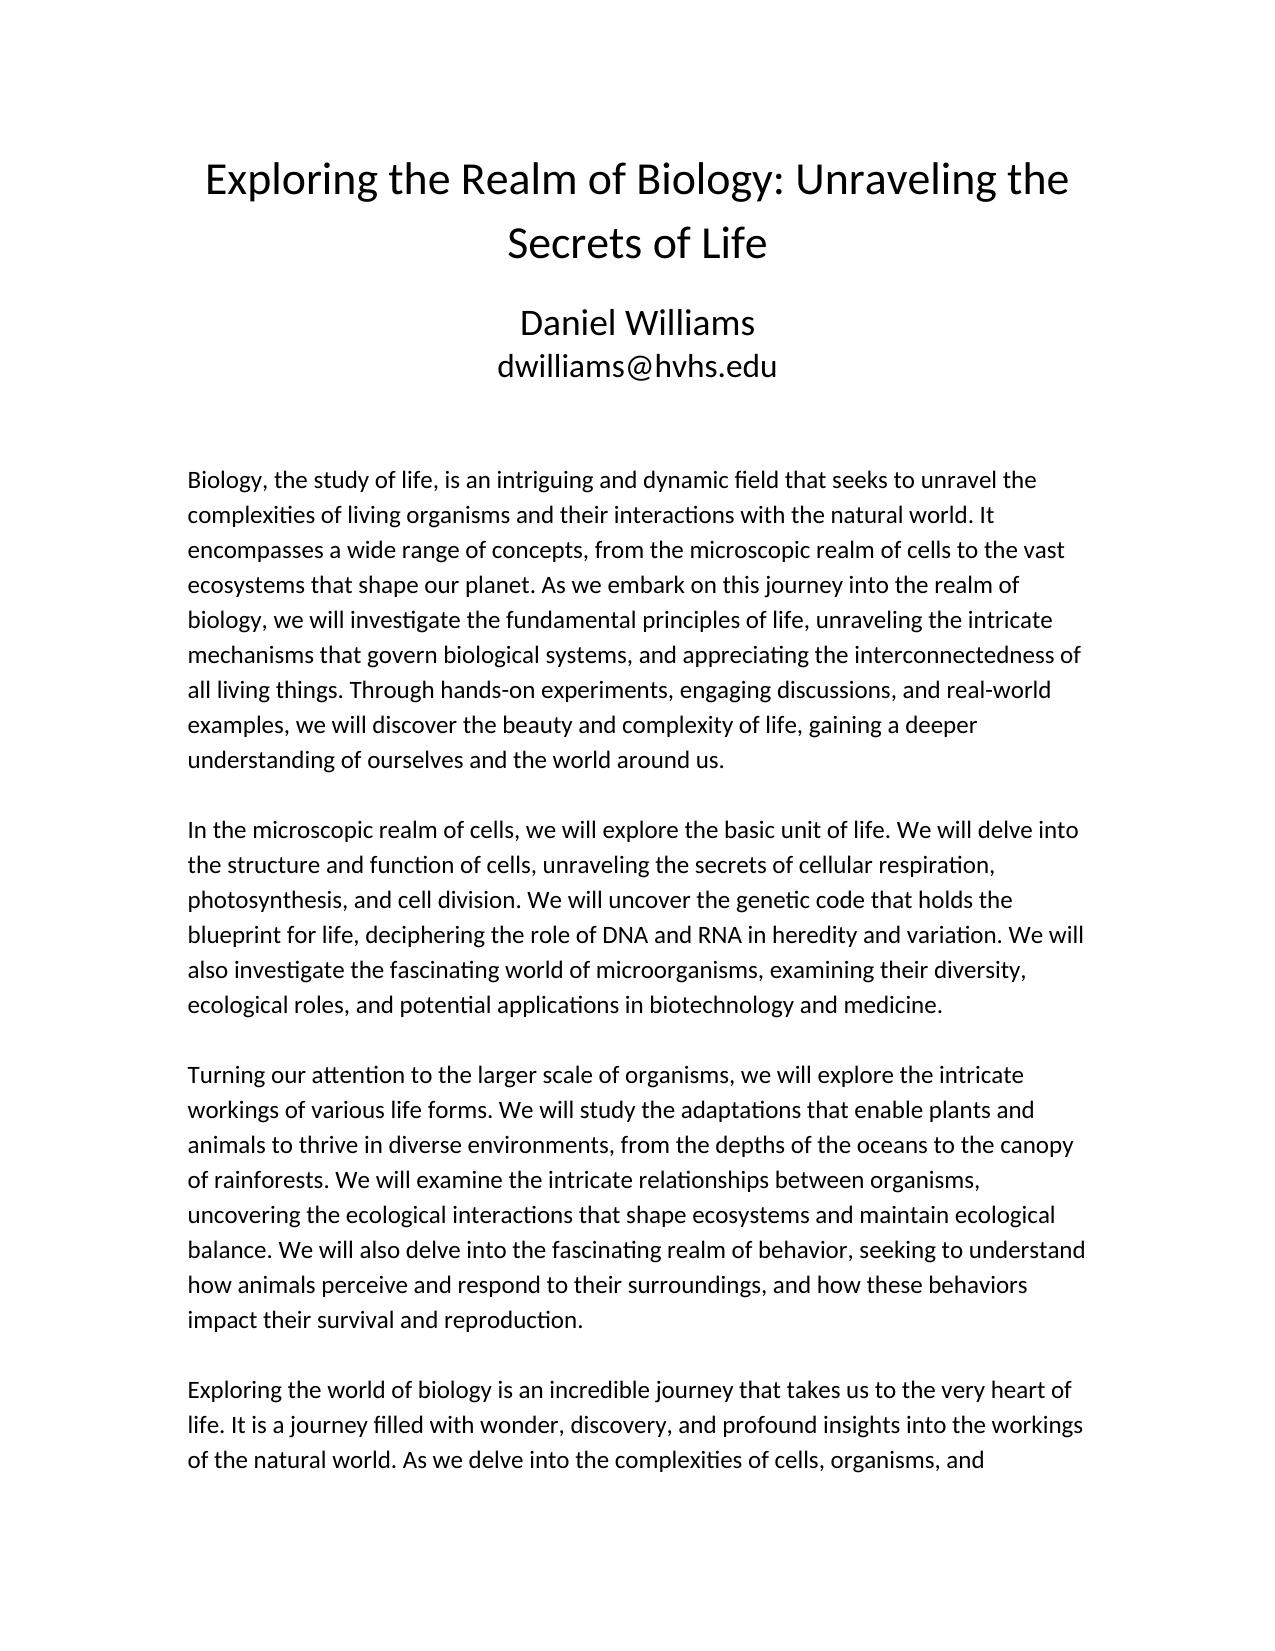 Exploring the Realm of Biology: Unraveling the
Secrets of Life
Daniel Williams
dwilliams@hvhs.edu
Biology, the study of life, is an intriguing and dynamic field that seeks to unravel the
complexities of living organisms and their interactions with the natural world. It
encompasses a wide range of concepts, from the microscopic realm of cells to the vast
ecosystems that shape our planet. As we embark on this journey into the realm of
biology, we will investigate the fundamental principles of life, unraveling the intricate
mechanisms that govern biological systems, and appreciating the interconnectedness of
all living things. Through hands-on experiments, engaging discussions, and real-world
examples, we will discover the beauty and complexity of life, gaining a deeper
understanding of ourselves and the world around us.
In the microscopic realm of cells, we will explore the basic unit of life. We will delve into
the structure and function of cells, unraveling the secrets of cellular respiration,
photosynthesis, and cell division. We will uncover the genetic code that holds the
blueprint for life, deciphering the role of DNA and RNA in heredity and variation. We will
also investigate the fascinating world of microorganisms, examining their diversity,
ecological roles, and potential applications in biotechnology and medicine.
Turning our attention to the larger scale of organisms, we will explore the intricate
workings of various life forms. We will study the adaptations that enable plants and
animals to thrive in diverse environments, from the depths of the oceans to the canopy
of rainforests. We will examine the intricate relationships between organisms,
uncovering the ecological interactions that shape ecosystems and maintain ecological
balance. We will also delve into the fascinating realm of behavior, seeking to understand
how animals perceive and respond to their surroundings, and how these behaviors
impact their survival and reproduction.
Exploring the world of biology is an incredible journey that takes us to the very heart of
life. It is a journey filled with wonder, discovery, and profound insights into the workings
of the natural world. As we delve into the complexities of cells, organisms, and